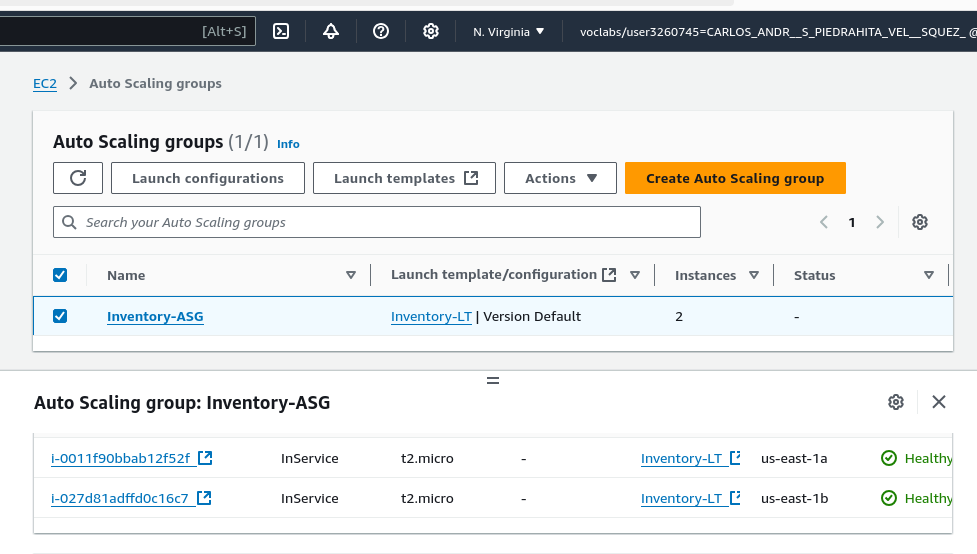 [Alt+S] N. Virginia voclabs/user3260745=CARLOS_ANDR__S_PIEDRAHITA_VEL__SQUEZ_ @
EC2 Auto Scaling groups
Auto Scaling groups (1/1) Info
Launch configurations Launch templates Actions Create Auto Scaling group
Search your Auto Scaling groups 1
Name Launch template/configuration Instances Status
Inventory-ASG Inventory-LT | Version Default 2 -
Auto Scaling group: Inventory-ASG
i-0011f90bbab12f52f InService t2.micro - Inventory-LT us-east-1a Healthy
i-027d81adffd0c16c7 InService t2.micro - Inventory-LT us-east-1b Healthy